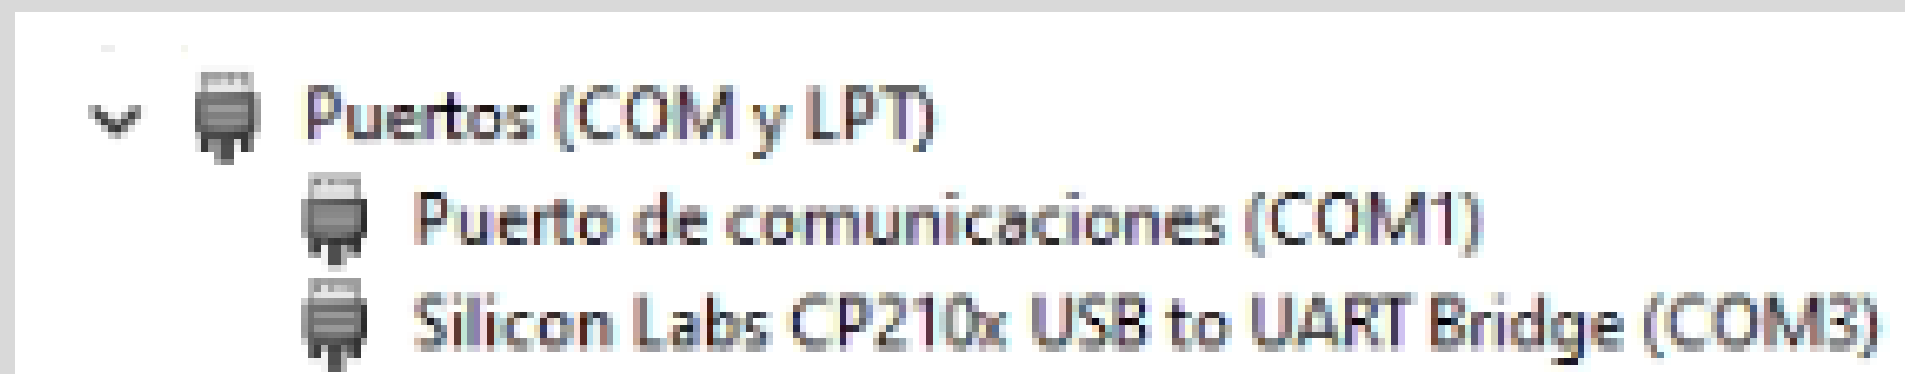 Puertos (COM y LPT)
Puerto de comunicaciones (COM1)
Silicon Labs CP210x USB to UART Bridge (COM3)